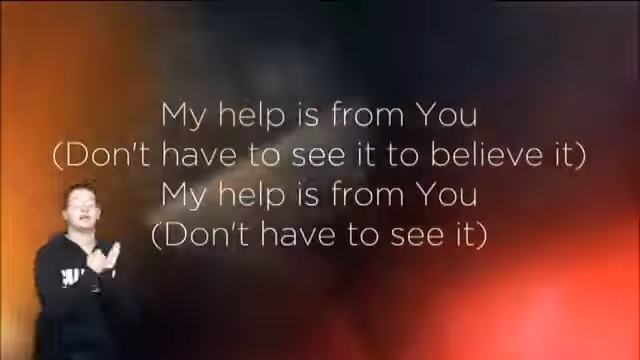 My help is from You
(Don't have to see it to believe it)
My help is from You
(Don't have to see it)